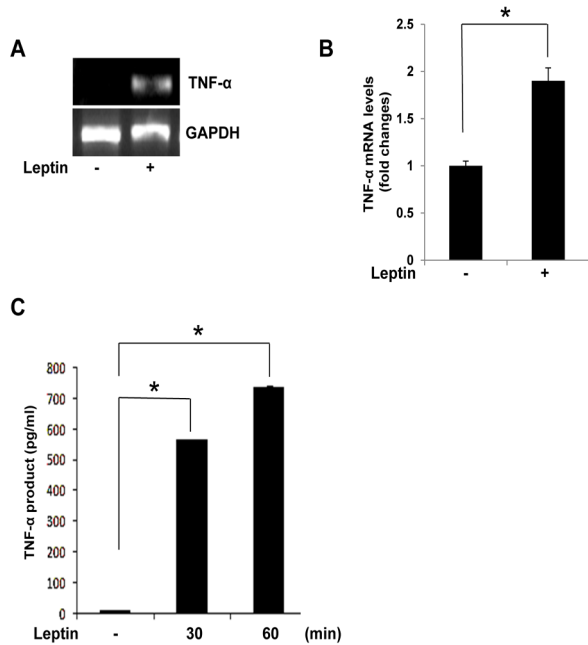 A
TNF-α
GAPDH
Leptin - +
B
*
TNF-α mRNA levels
(fold changes)
2.5
2
1.5
1
0.5
0
Leptin - +
C
*
*
TNF-α product (pg/ml)
800
700
600
500
400
300
200
100
0
Leptin - 30 60 (min)